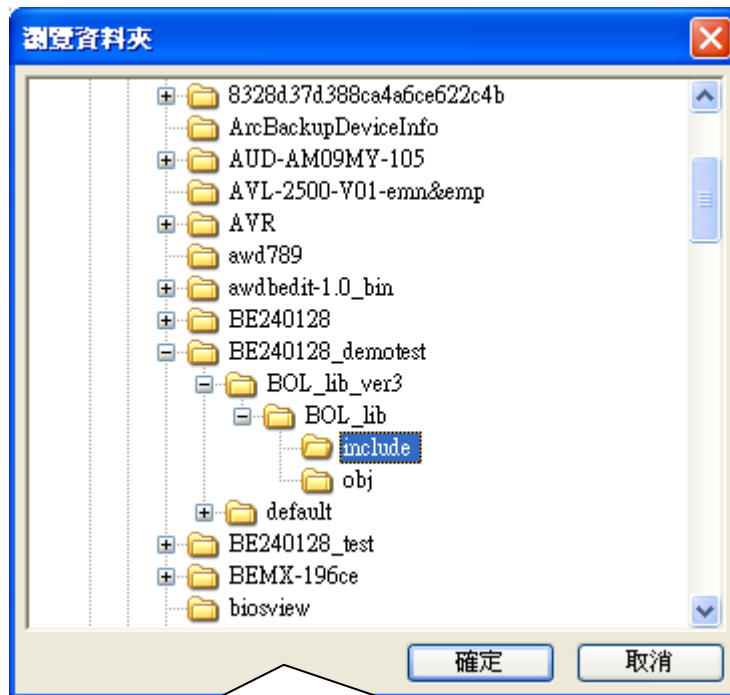 瀏覽資料夾
8328d37d388ca4a6ce622c4b
ArcBackupDeviceInfo
AUD-AM09MY-105
AVL-2500-V01-emn&emp
AVR
awd789
awdbedit-1.0_bin
BE240128
BE240128_demotest
BOL_lib_ver3
BOL_lib
include
obj
default
BE240128_test
BEMX-196ce
biosview
確定 取消